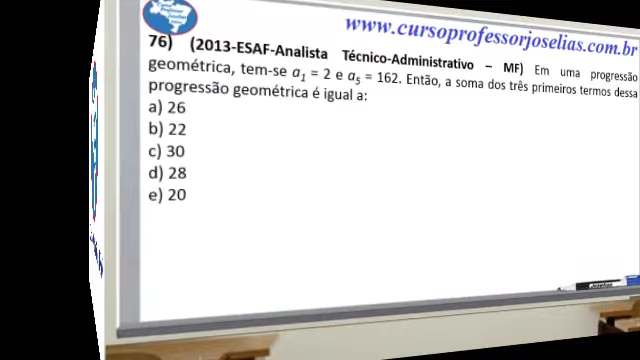 www.cursoprofessorjoselias.com.br
76) (2013-ESAF-Analista Técnico-Administrativo – MF) Em uma progressão
geométrica, tem-se a₁ = 2 e a₅ = 162. Então, a soma dos três primeiros termos dessa
progressão geométrica é igual a:
a) 26
b) 22
c) 30
d) 28
e) 20